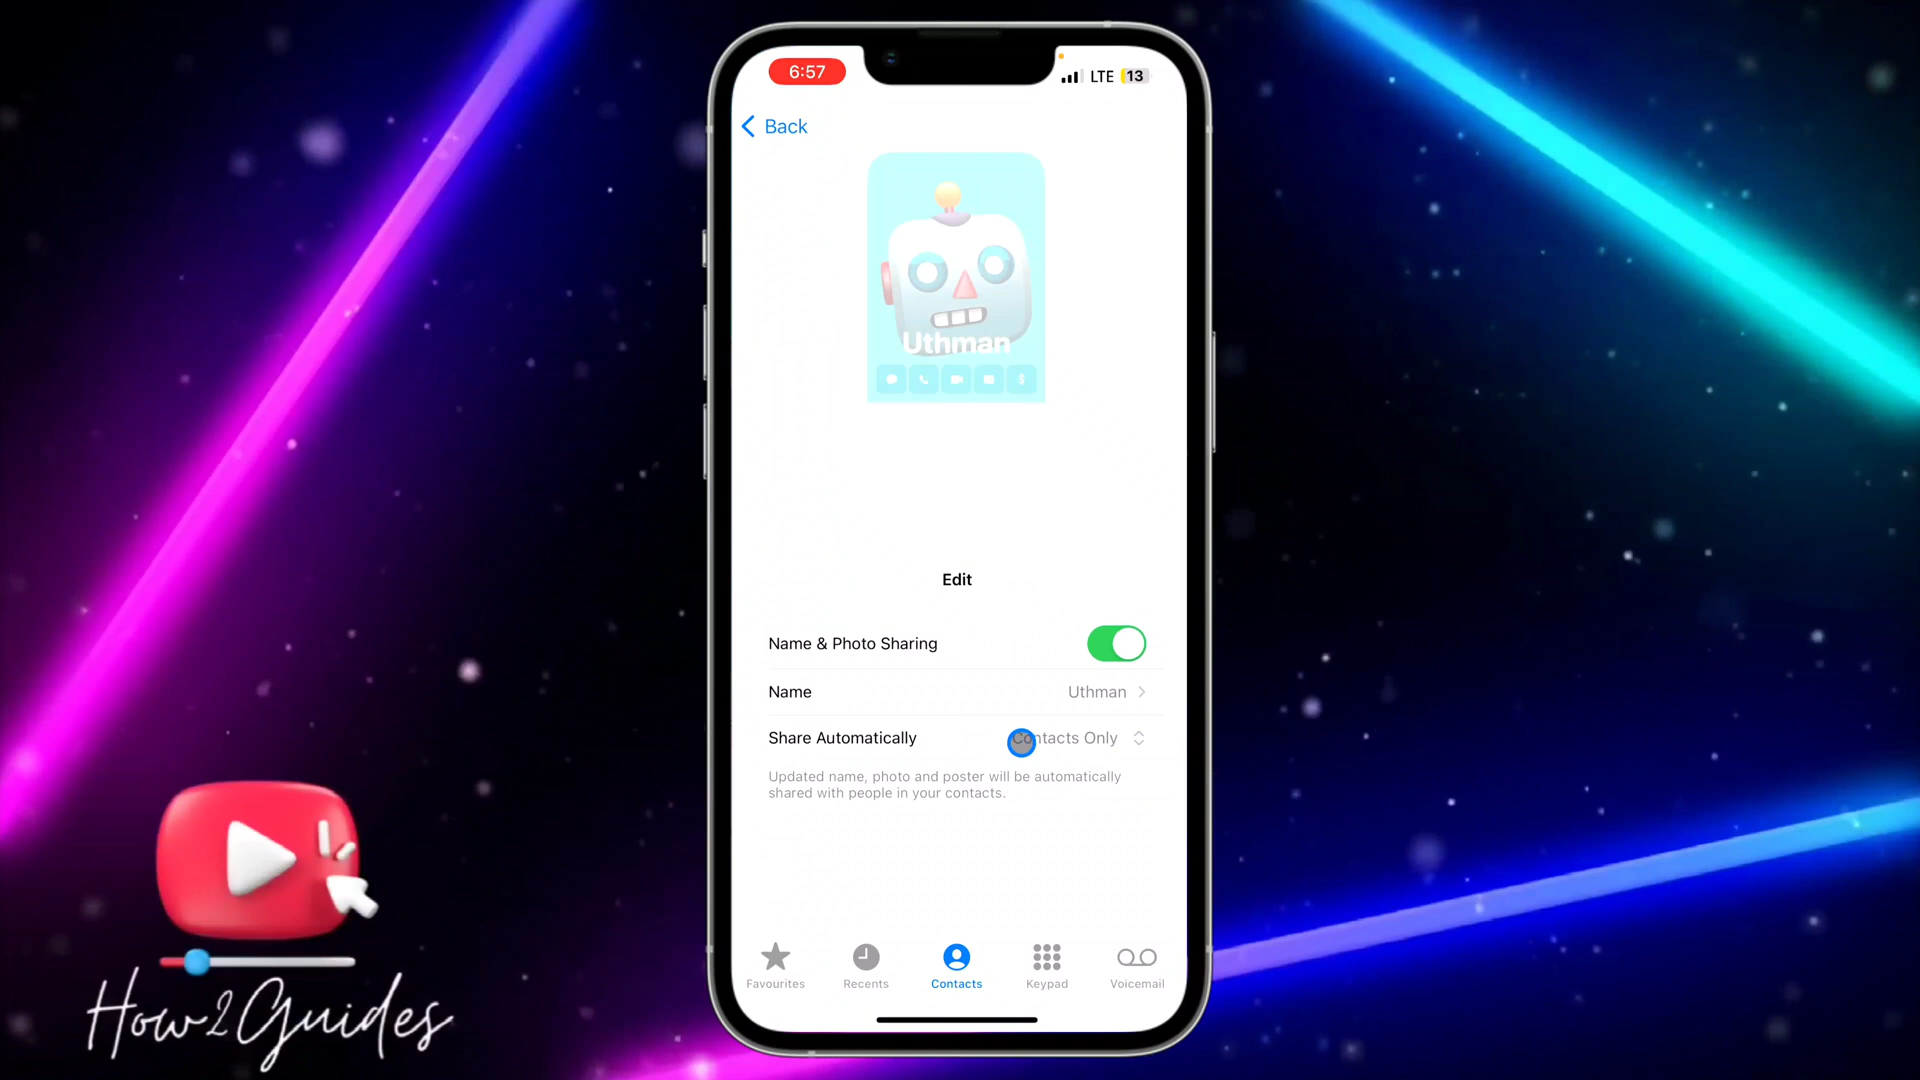 6:57
LTE 13
Back
Uthman
$
Edit
Name & Photo Sharing
Name Uthman
Share Automatically Contacts Only
Updated name, photo and poster will be automatically
shared with people in your contacts.
Favourites Recents Contacts Keypad Voicemail
How2Guides